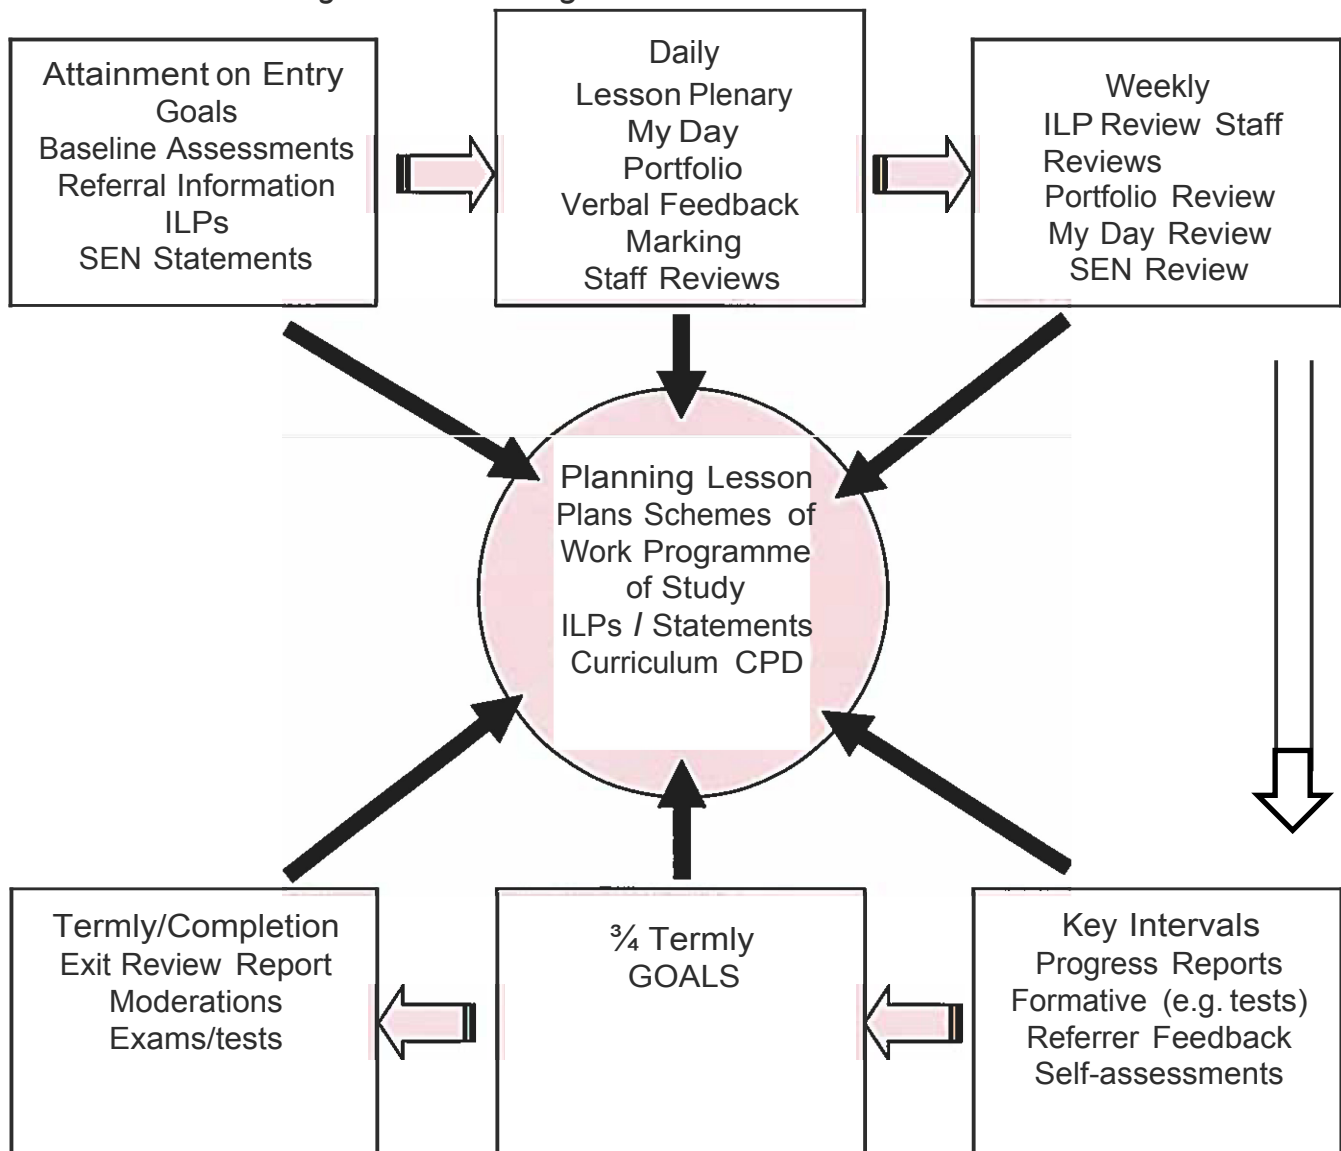 Attainment on Entry
Goals
Baseline Assessments
Referral Information
ILPs
SEN Statements
Daily
Lesson Plenary
My Day
Portfolio
Verbal Feedback
Marking
Staff Reviews
Weekly
ILP Review Staff
Reviews
Portfolio Review
My Day Review
SEN Review
Planning Lesson
Plans Schemes of
Work Programme
of Study
ILPs / Statements
Curriculum CPD
Termly/Completion
Exit Review Report
Moderations
Exams/tests
¾ Termly
GOALS
Key Intervals
Progress Reports
Formative (e.g. tests)
Referrer Feedback
Self-assessments